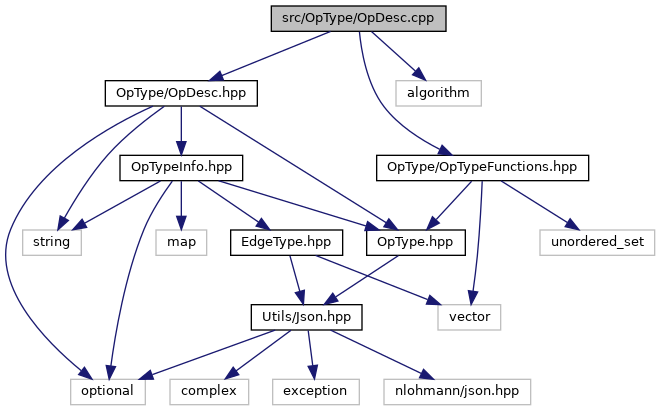 src/OpType/OpDesc.cpp
OpType/OpDesc.hpp
algorithm
OpTypeInfo.hpp
OpType/OpTypeFunctions.hpp
string
map
EdgeType.hpp
OpType.hpp
unordered_set
Utils/Json.hpp
vector
optional
complex
exception
nlohmann/json.hpp